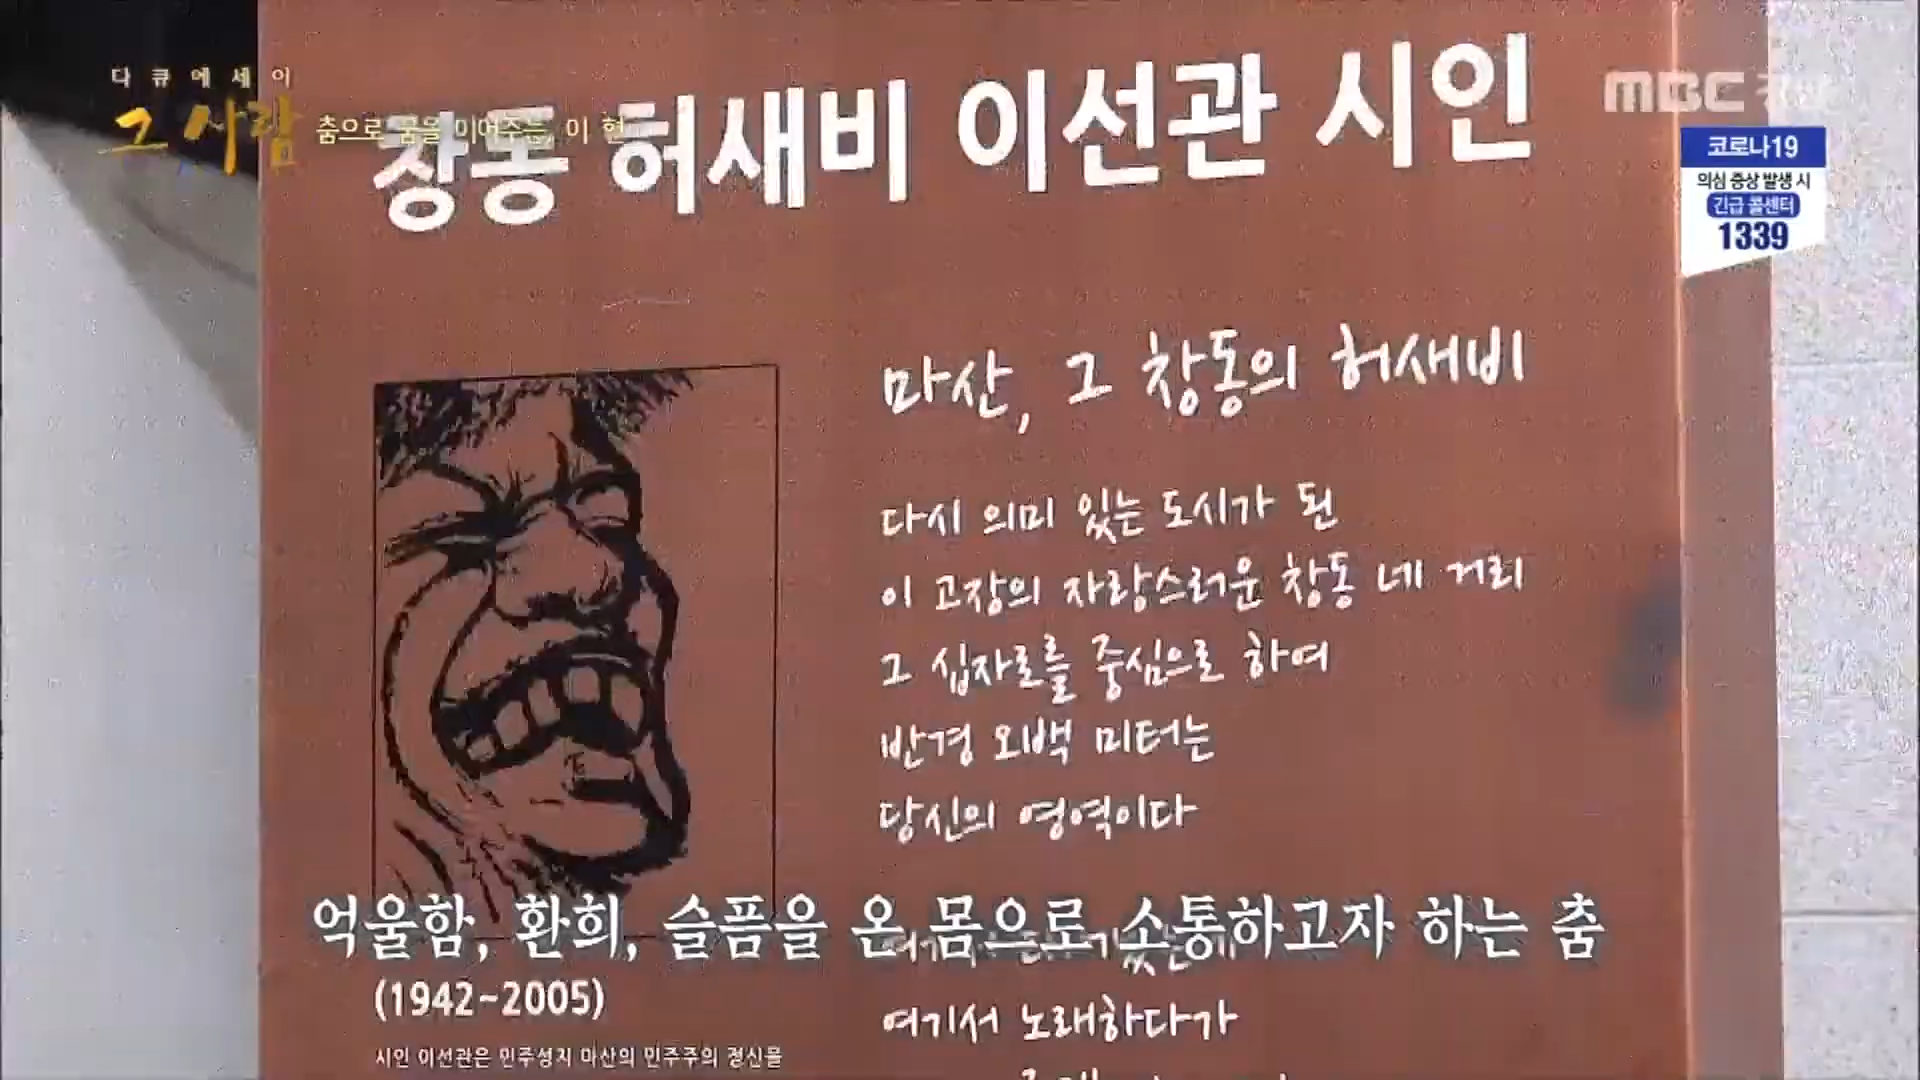 다큐에세이
그 사람 춤으로 꿈을 미어주는, 이 현
창동 허새비 이선관 시인
MBC 경남
코로나19
의심 증상 발생 시
긴급 콜센터
1339
마산, 그 창동의 허새비
다시 의미 있는 도시가 된
이 고장의 자랑스러운 창동 네 거리
그 십자로를 중심으로 하여
반경 오백 미터는
당신의 영역이다
억울함, 환희, 슬픔을 온 몸으로 소통하고자 하는 춤
(1942~2005)
여기서 노래하다가
시인 이선관은 민주성지 마산의 민주주의 정신을